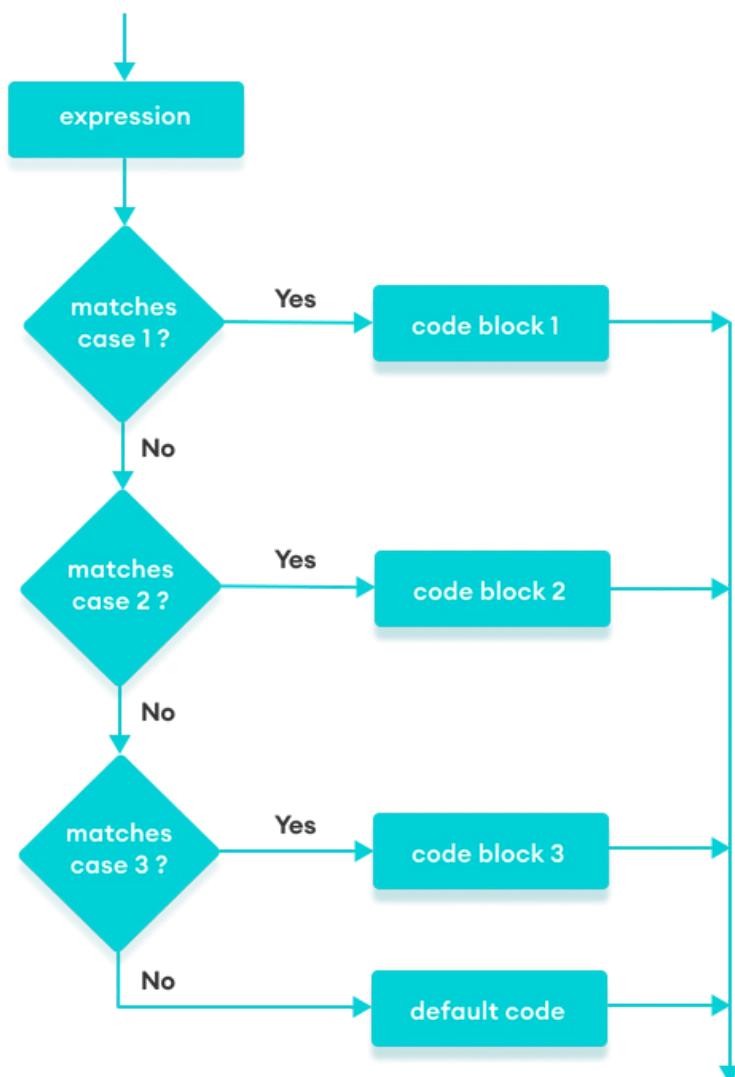 expression
matches
case 1 ?
Yes
code block 1
No
matches
case 2 ?
Yes
code block 2
No
matches
case 3 ?
Yes
code block 3
No
default code